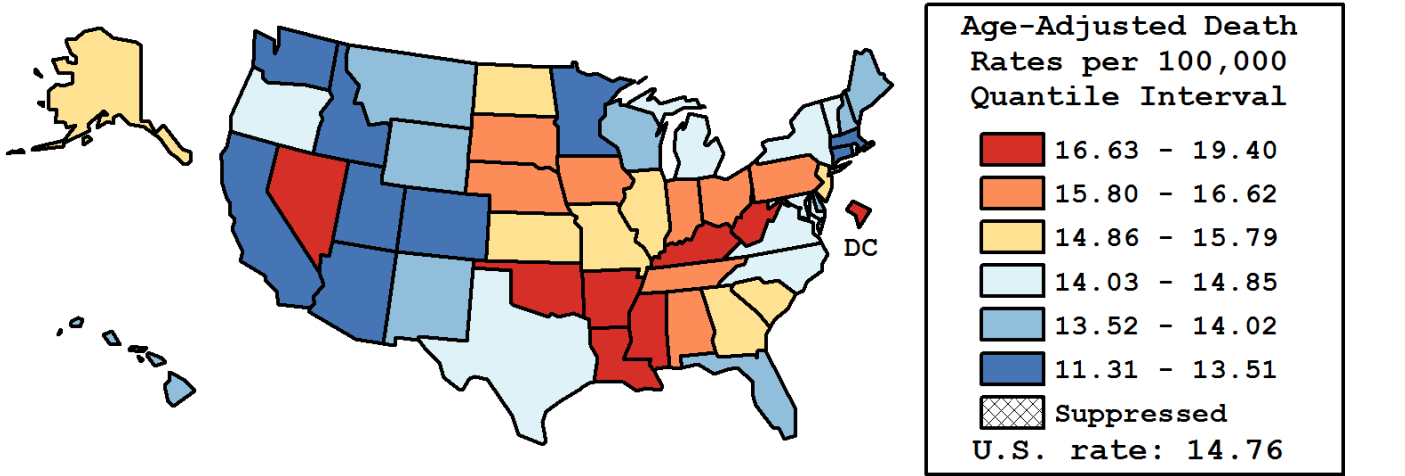 Age-Adjusted Death
Rates per 100,000
Quantile Interval
16.63 - 19.40
15.80 - 16.62
14.86 - 15.79
14.03 - 14.85
13.52 - 14.02
11.31 - 13.51
Suppressed
U.S. rate: 14.76
DC